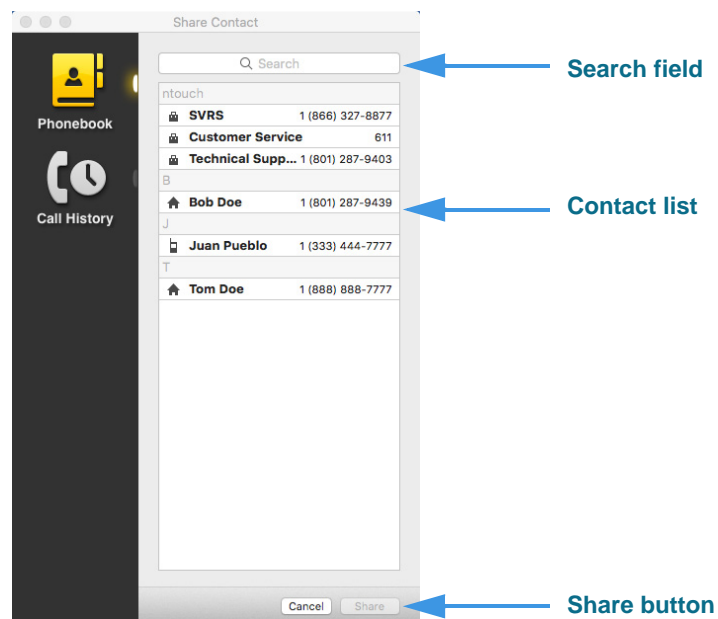 Share Contact
Search
Search field
ntouch
SVRS 1 (866) 327-8877
Customer Service 611
Technical Supp... 1 (801) 287-9403
Phonebook
B
Bob Doe 1 (801) 287-9439
Contact list
Call History
J
Juan Pueblo 1 (333) 444-7777
T
Tom Doe 1 (888) 888-7777
Cancel Share
Share button